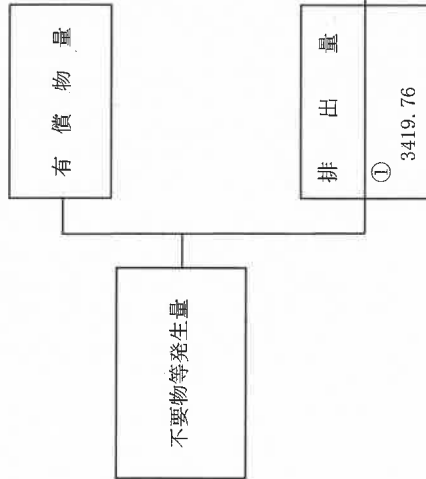 有償物量
不要物等発生量
排出量
①
3419.76